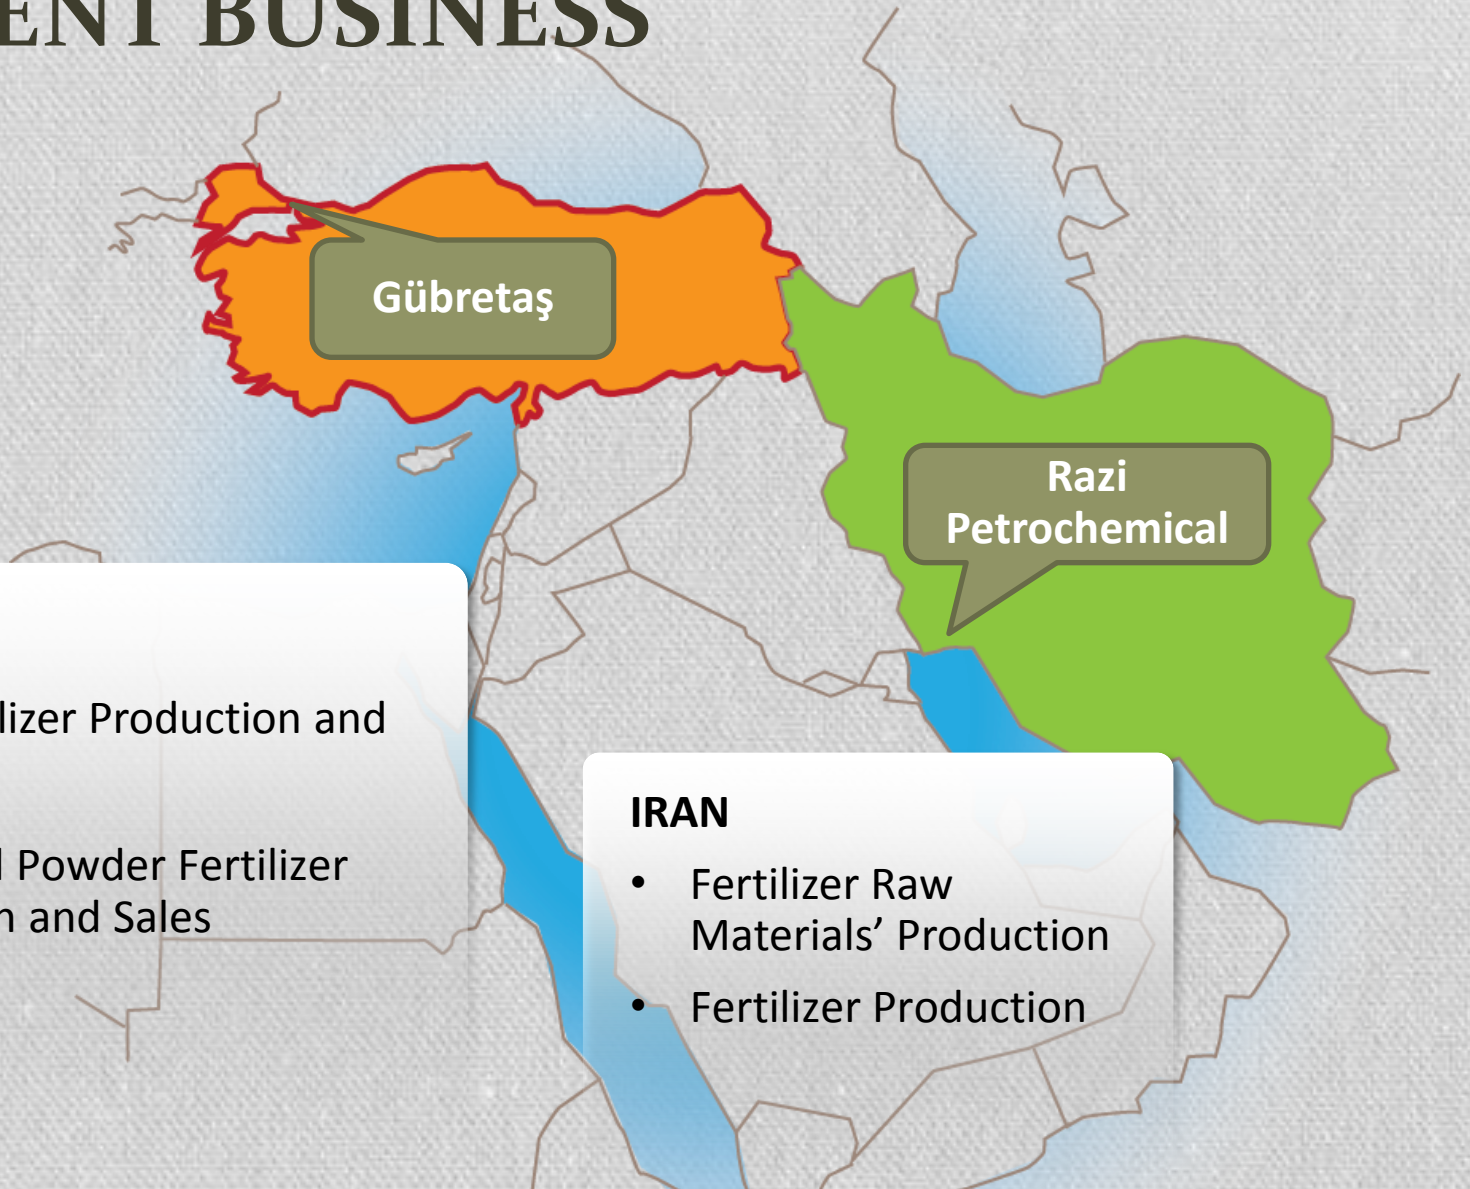 ENT BUSINESS
Gübretaş
Razi
Petrochemical
lizer Production and
Powder Fertilizer
and Sales
IRAN
• Fertilizer Raw
Materials’ Production
• Fertilizer Production